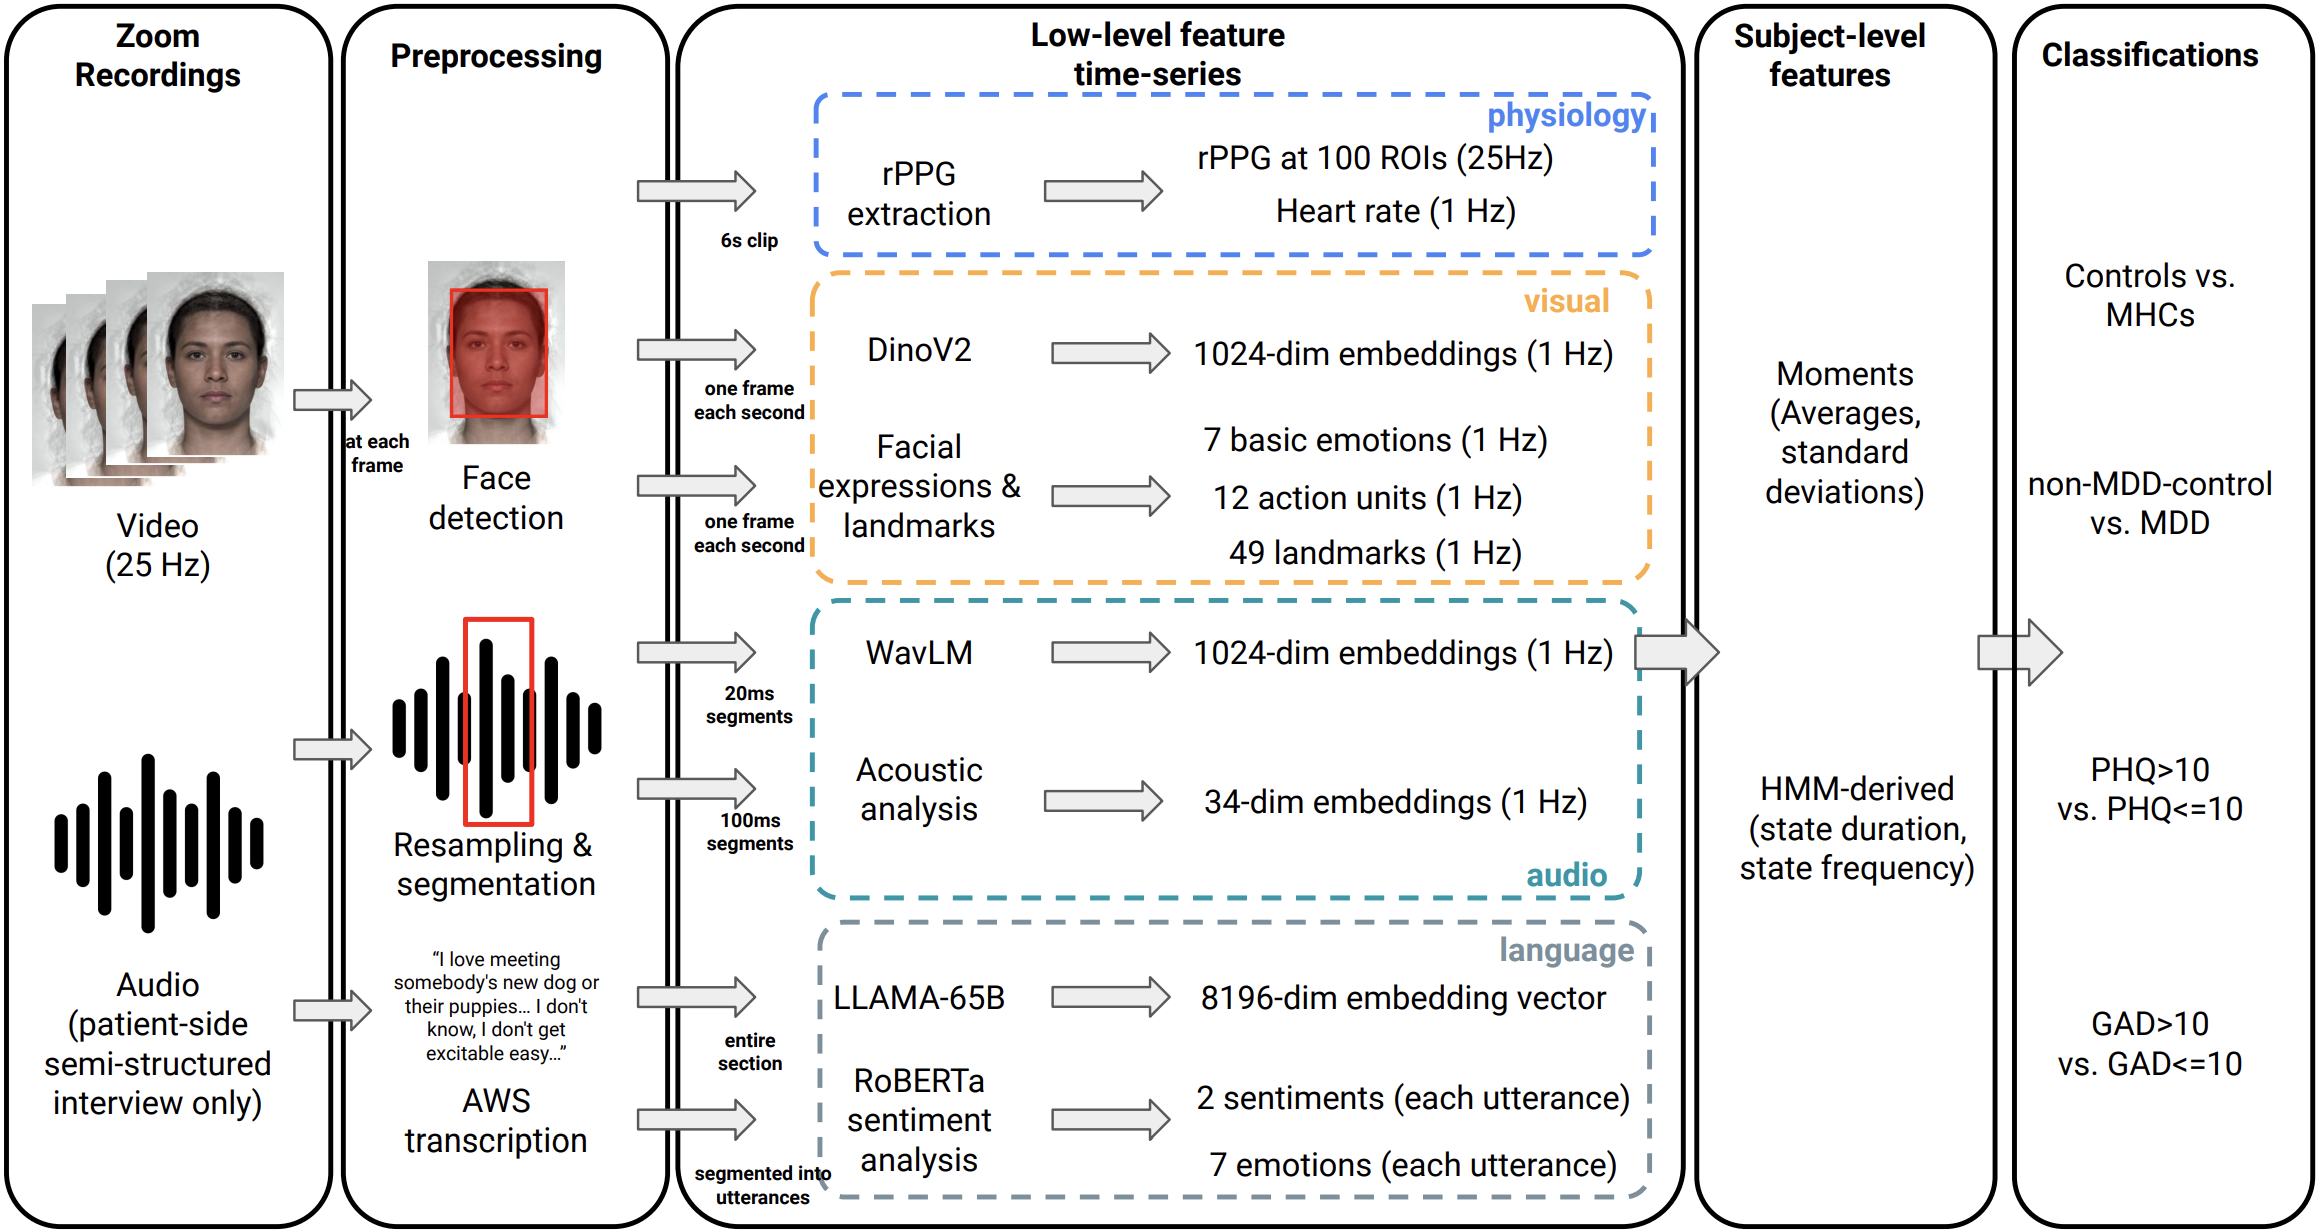 Zoom
Recordings
Video
(25 Hz)
Audio
(patient-side
semi-structured
interview only)
at each
frame
Preprocessing
Face
detection
Resampling &
segmentation
“I love meeting
somebody's new dog or
their puppies... I don't
know, I don't get
excitable easy...”
AWS
transcription
Low-level feature
time-series
6s clip
one frame
each second
one frame
each second
20ms
segments
100ms
segments
entire
section
segmented into
utterances
physiology
rPPG
extraction
rPPG at 100 ROIs (25Hz)
Heart rate (1 Hz)
visual
DinoV2
1024-dim embeddings (1 Hz)
Facial
expressions &
landmarks
7 basic emotions (1 Hz)
12 action units (1 Hz)
49 landmarks (1 Hz)
WavLM
1024-dim embeddings (1 Hz)
Acoustic
analysis
34-dim embeddings (1 Hz)
audio
language
LLAMA-65B
8196-dim embedding vector
RoBERTa
sentiment
analysis
2 sentiments (each utterance)
7 emotions (each utterance)
Subject-level
features
Moments
(Averages,
standard
deviations)
HMM-derived
(state duration,
state frequency)
Classifications
Controls vs.
MHCs
non-MDD-control
vs. MDD
PHQ>10
vs. PHQ<=10
GAD>10
vs. GAD<=10